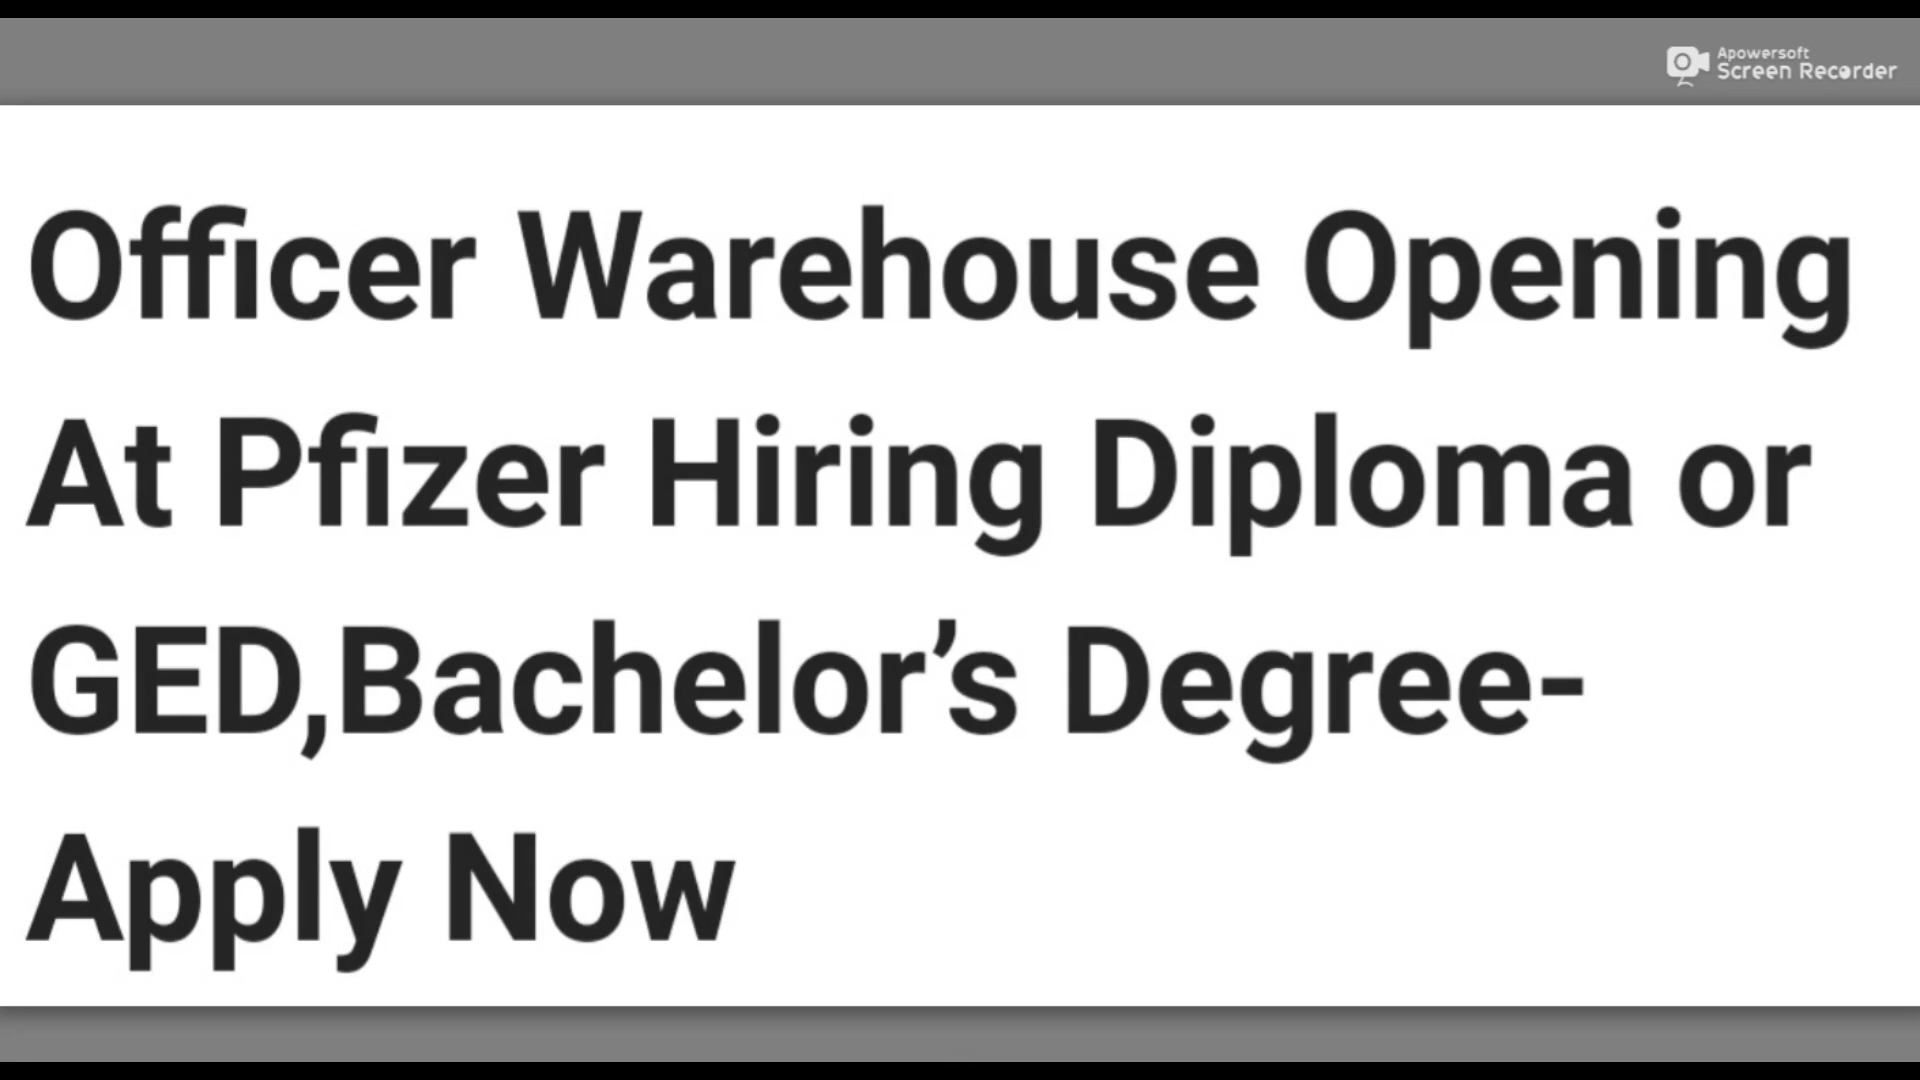 Apowersoft
Screen Recorder
Officer Warehouse Opening
At Pfizer Hiring Diploma or
GED,Bachelor’s Degree-
Apply Now